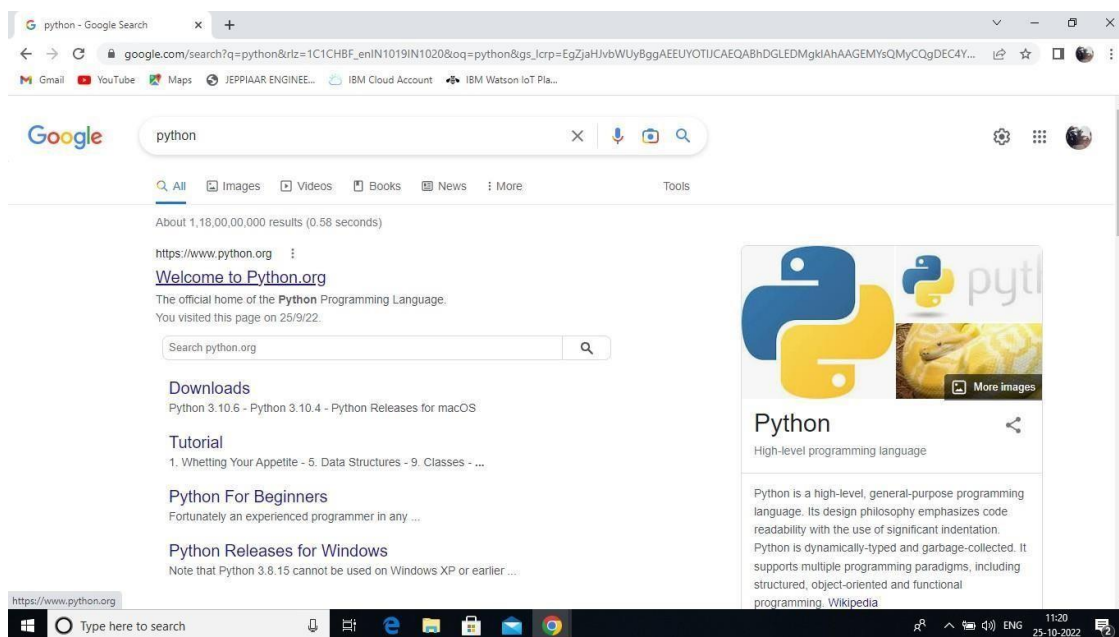 python - Google Search
google.com/search?q=python&rlz=1C1CHBF_enIN1019IN1020&oq=python&gs_lcrp=EgZjaHJvbWUyBggAEEUYOTIJCAEQABhDGLEDMgkIAhAAGEMYsQMyCQgDEC4Y...
Gmail YouTube Maps JEPPIAAR ENGINEE... IBM Cloud Account IBM Watson IoT Pla...
Google python
All Images Videos Books News More Tools
About 1,18,00,00,000 results (0.58 seconds)
https://www.python.org
Welcome to Python.org
The official home of the Python Programming Language.
You visited this page on 25/9/22.
Search python.org
Downloads
Python 3.10.6 - Python 3.10.4 - Python Releases for macOS
Tutorial
1. Whetting Your Appetite - 5. Data Structures - 9. Classes - ...
Python For Beginners
Fortunately an experienced programmer in any ...
Python Releases for Windows
Note that Python 3.8.15 cannot be used on Windows XP or earlier ...
pyth
More images
Python
High-level programming language
Python is a high-level, general-purpose programming
language. Its design philosophy emphasizes code
readability with the use of significant indentation.
Python is dynamically-typed and garbage-collected. It
supports multiple programming paradigms, including
structured, object-oriented and functional
programming. Wikipedia
https://www.python.org
Type here to search
ENG
11:20
25-10-2022